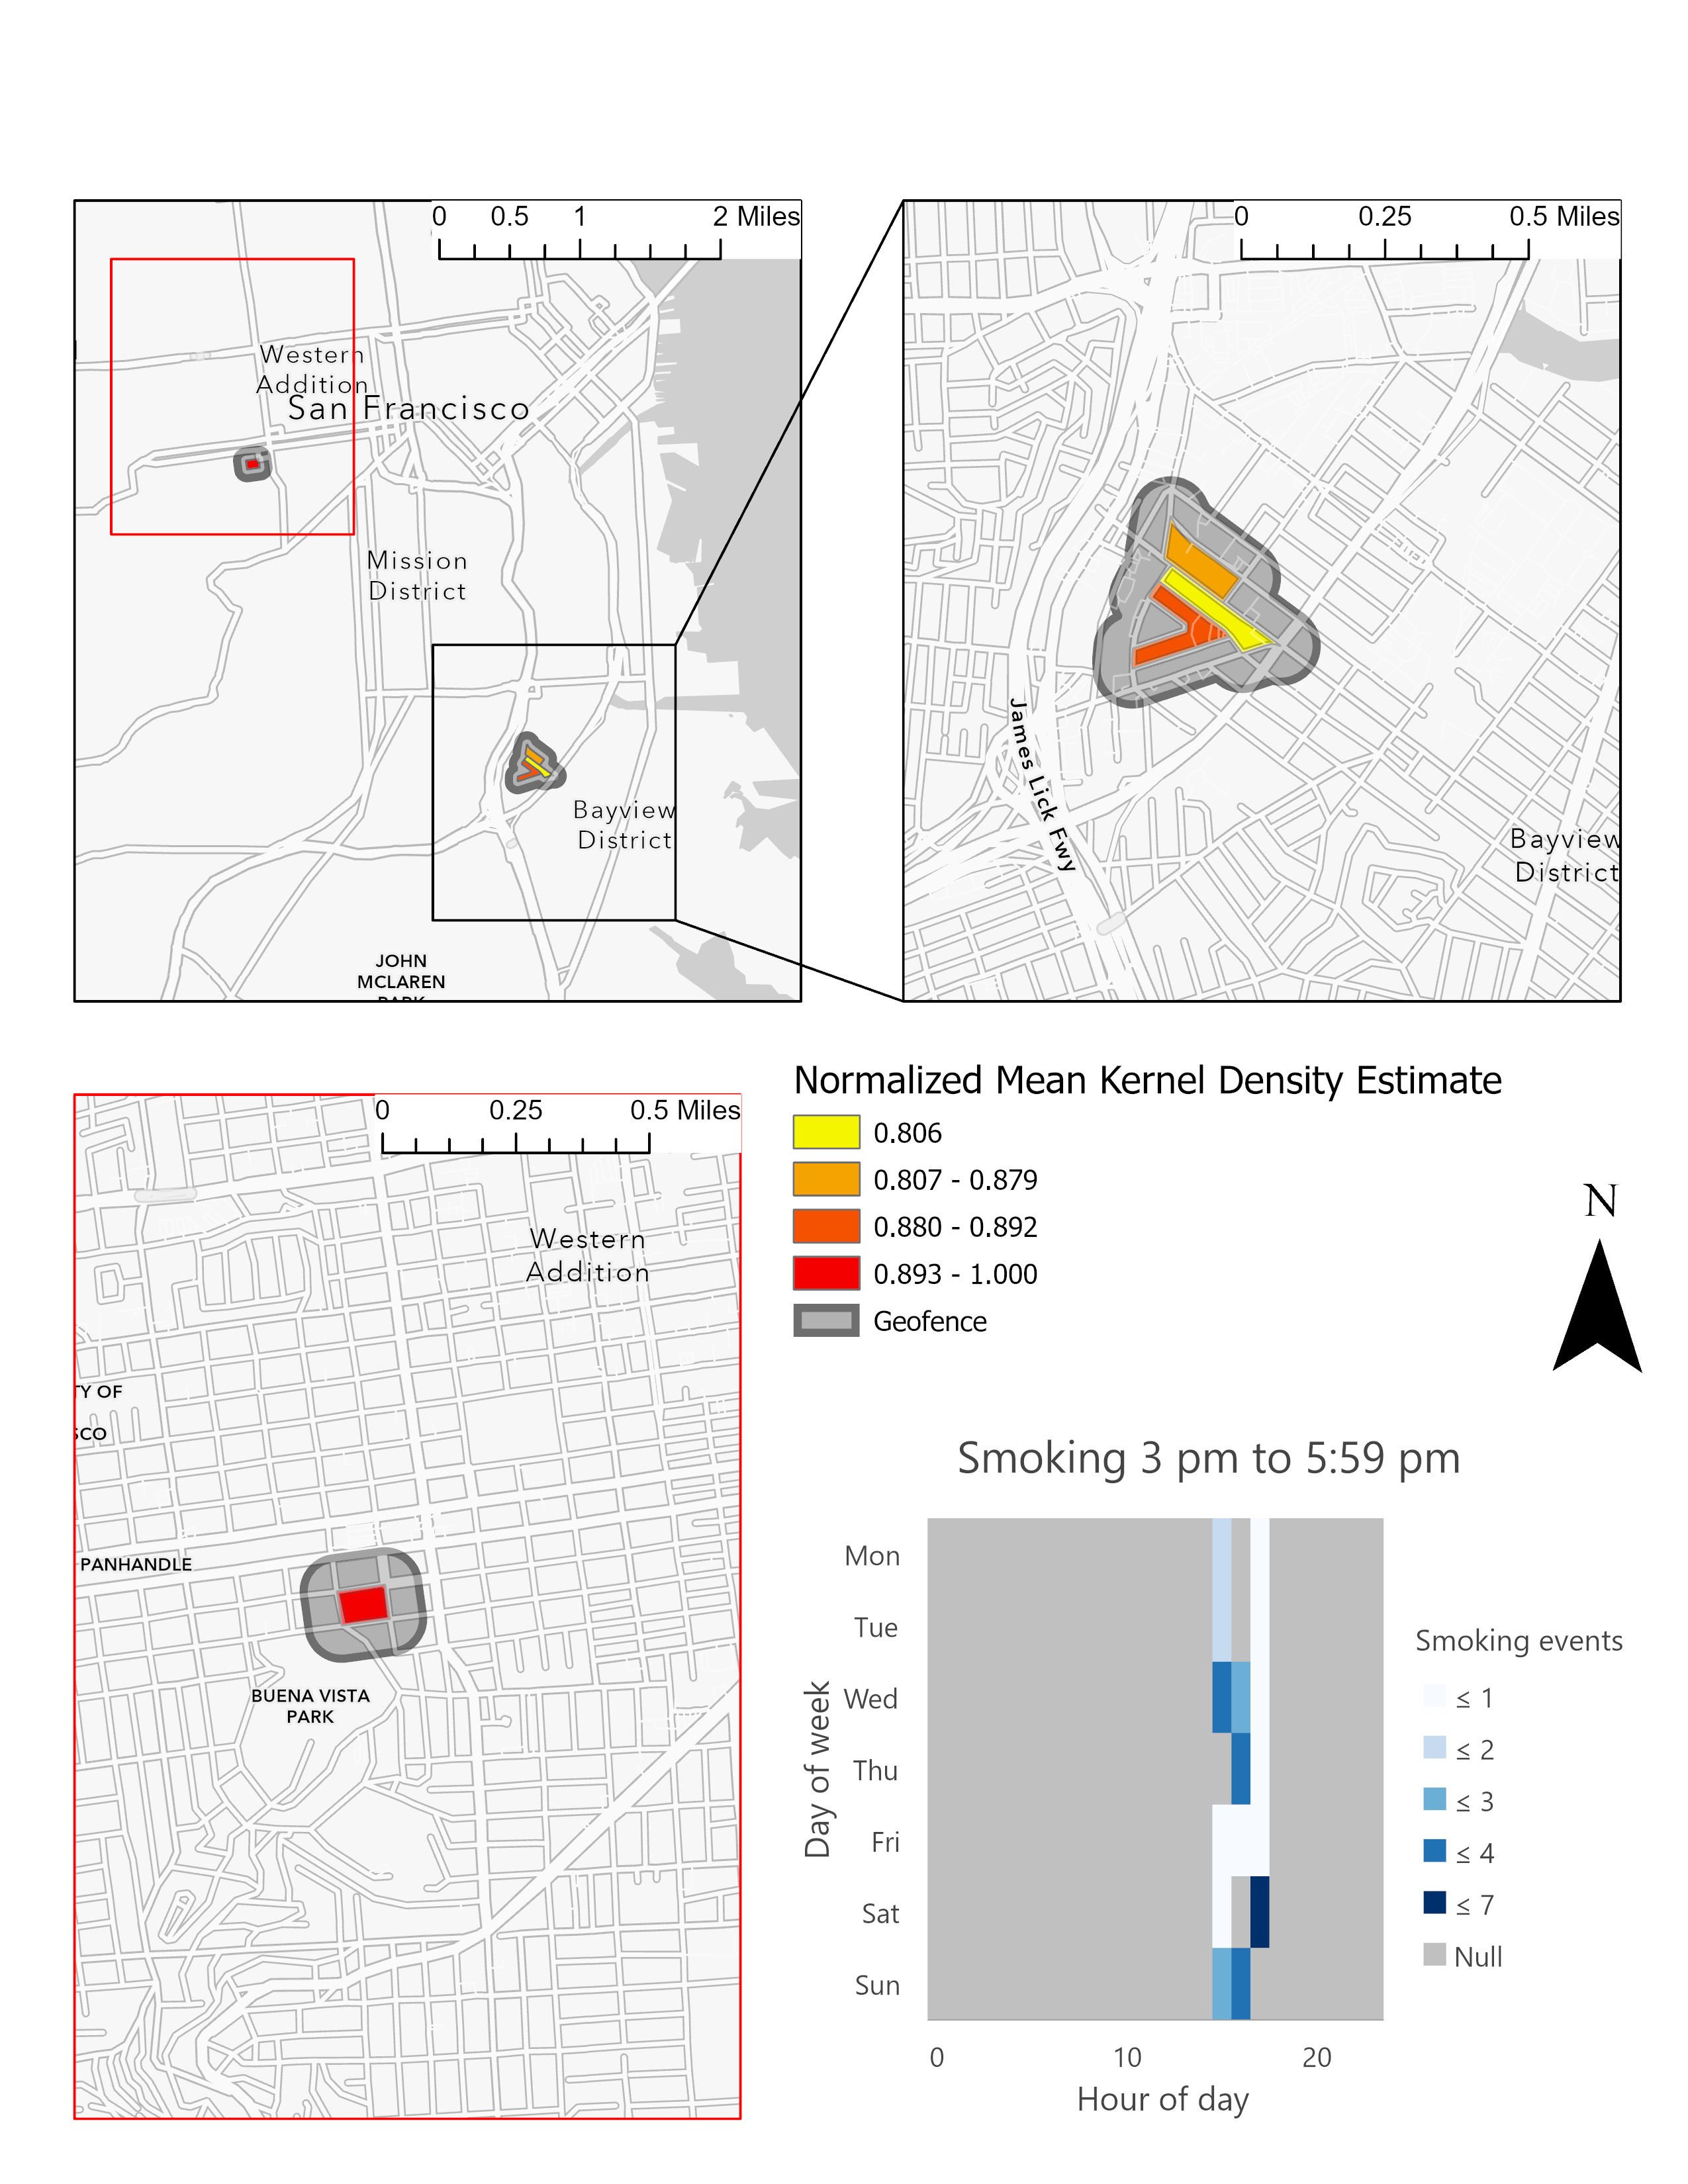 0 0.5 1 2 Miles
Western
Addition
San Francisco
Mission
District
Bayview
District
JOHN
MCLAREN
PARK
0 0.25 0.5 Miles
James Lick Fwy
Bayview
District
0 0.25 0.5 Miles
Western
Addition
TY OF
SCO
PANHANDLE
BUENA VISTA
PARK
Normalized Mean Kernel Density Estimate
0.806
0.807 - 0.879
0.880 - 0.892
0.893 - 1.000
Geofence
N
Smoking 3 pm to 5:59 pm
Day of week
Mon
Tue
Wed
Thu
Fri
Sat
Sun
0 10 20
Hour of day
Smoking events
≤ 1
≤ 2
≤ 3
≤ 4
≤ 7
Null